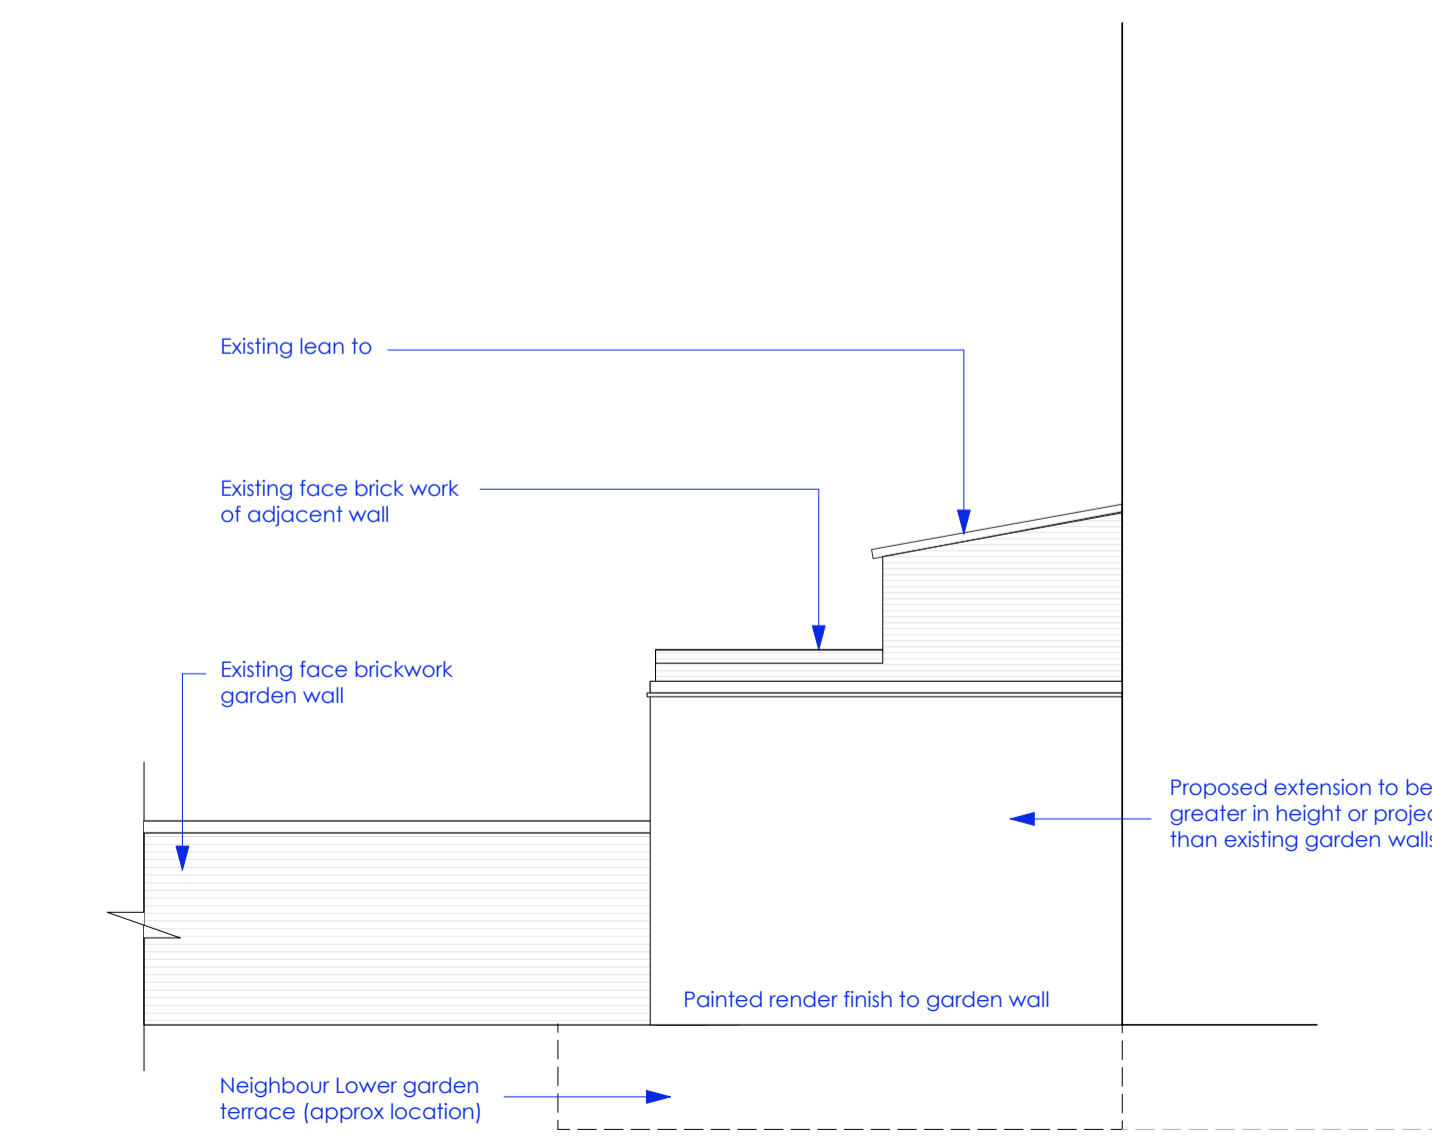 Existing lean to
Existing face brick work
of adjacent wall
Existing face brickwork
garden wall
Proposed extension to be
greater in height or
than existing garden
Painted render finish to garden wall
Neighbour Lower garden
terrace (approx location)